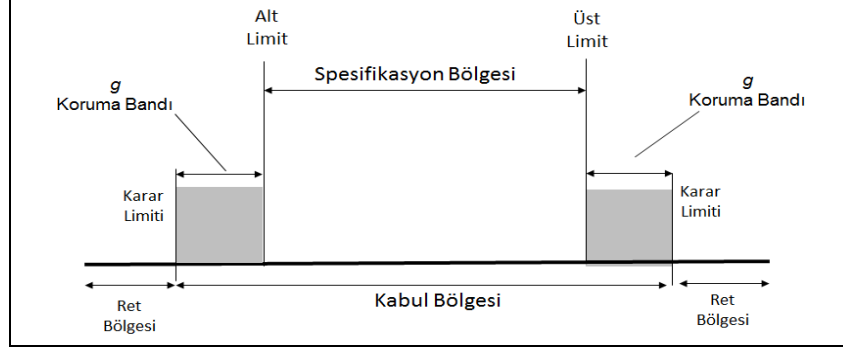 Alt
Limit
Üst
Limit
Spesifikasyon Bölgesi
g
Koruma Bandı
g
Koruma Bandı
Karar
Limiti
Karar
Limiti
Ret
Bölgesi
Kabul Bölgesi
Ret
Bölgesi